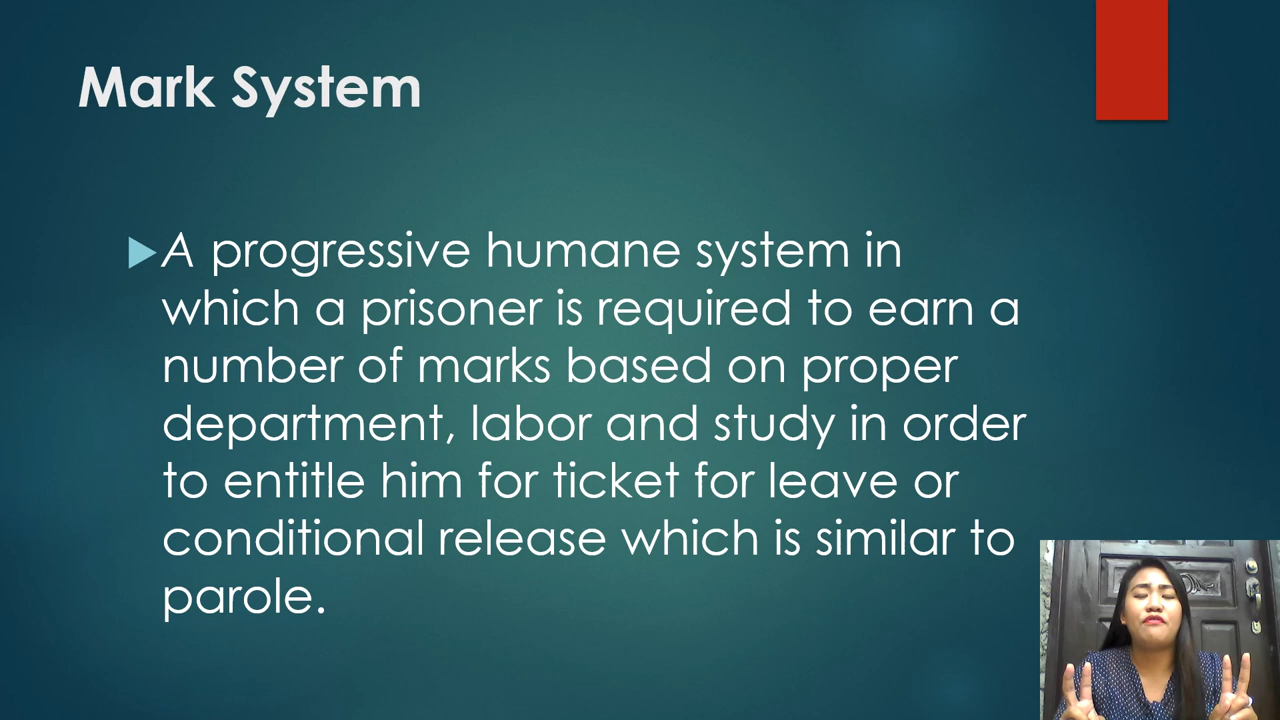 Mark System
A progressive humane system in
which a prisoner is required to earn a
number of marks based on proper
department, labor and study in order
to entitle him for ticket for leave or
conditional release which is similar to
parole.